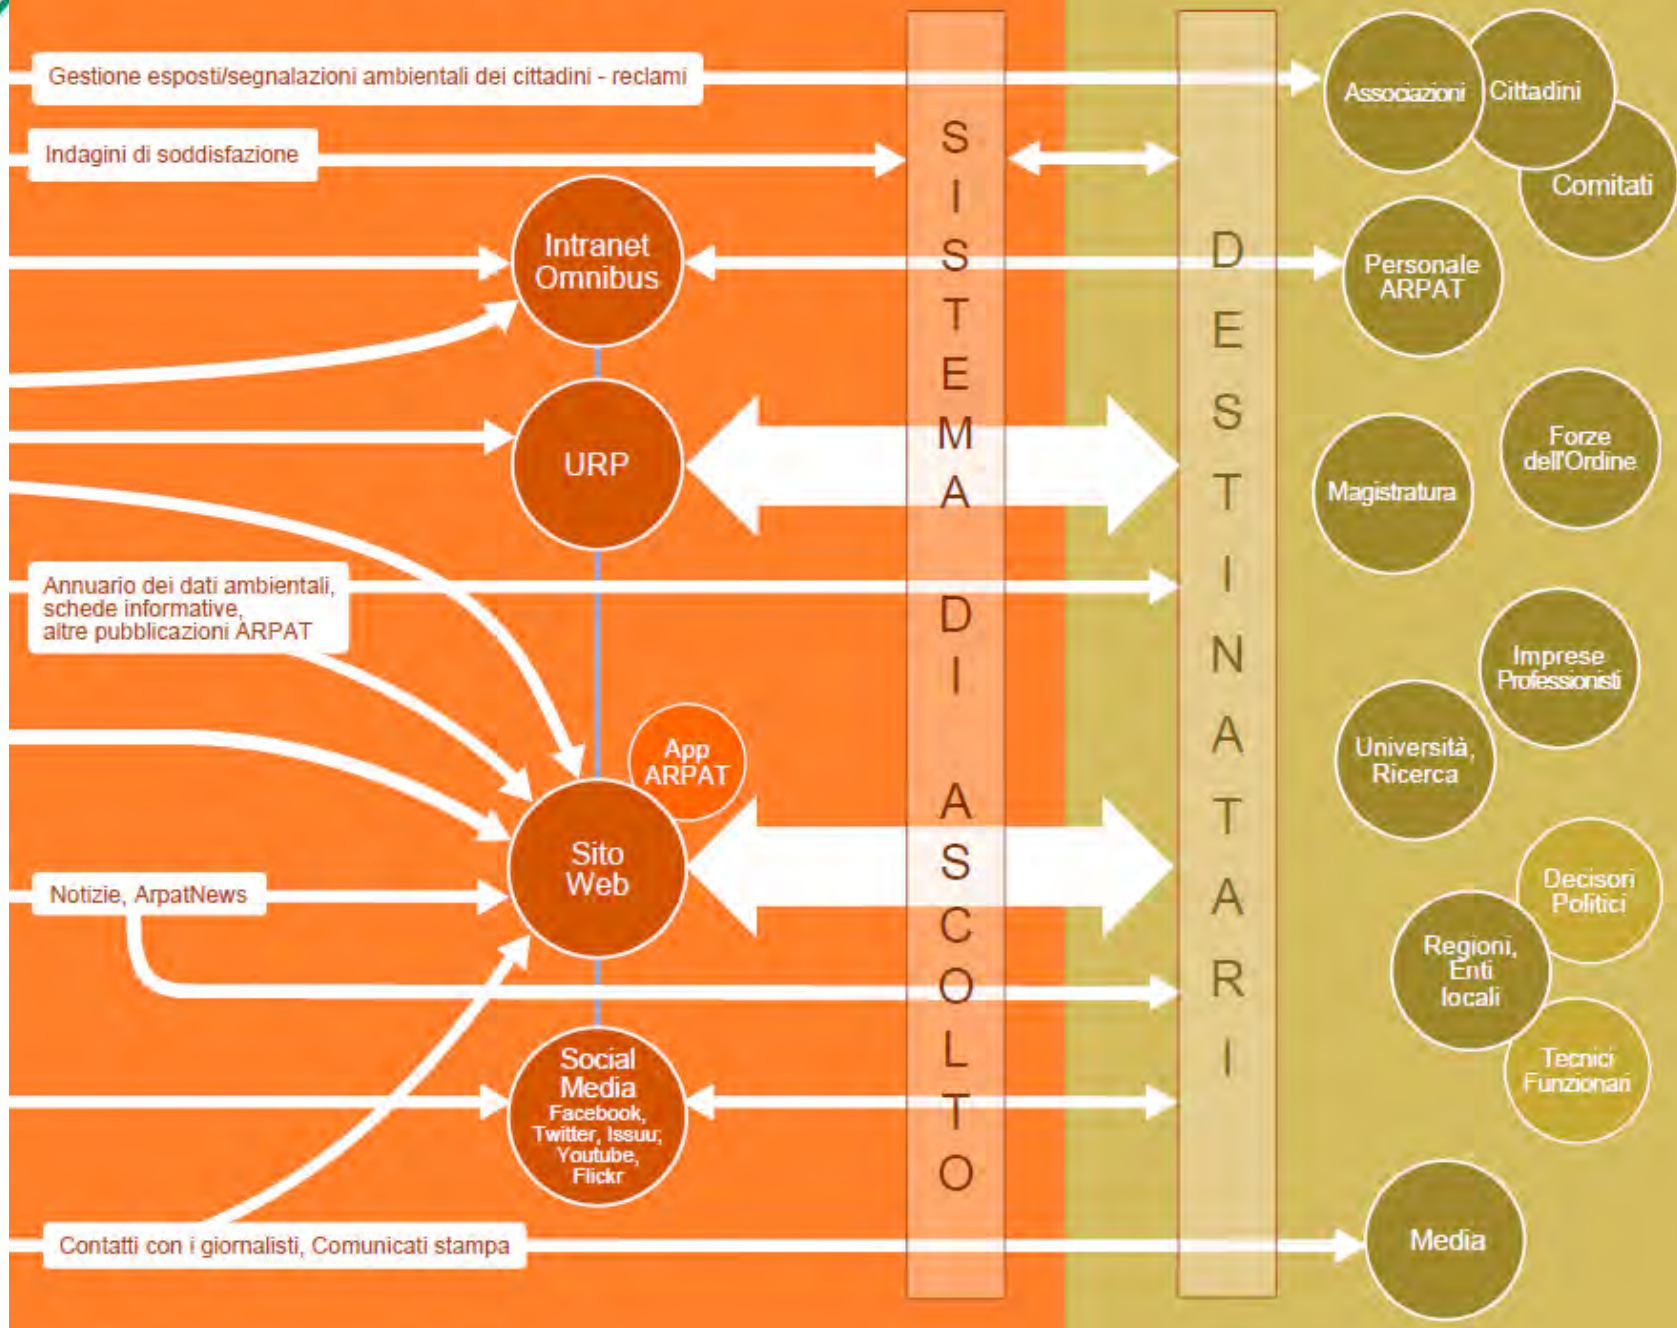 Gestione esposti/segnalazioni ambientali dei cittadini - reclami
Indagini di soddisfazione
Intranet
Omnibus
URP
Annuario dei dati ambientali,
schede informative,
altre pubblicazioni ARPAT
App
ARPAT
Sito
Web
Notizie, ArpatNews
Social
Media
Facebook,
Twitter, Issuu;
Youtube,
Flickr
Contatti con i giornalisti, Comunicati stampa
SISTEMA DI ASCOLTO
DESTINATARI
Associazioni
Cittadini
Comitati
Personale
ARPAT
Forze
dell'Ordine
Magistratura
Imprese
Professionisti
Università,
Ricerca
Decisori
Politici
Regioni,
Enti
locali
Tecnici
Funzionari
Media